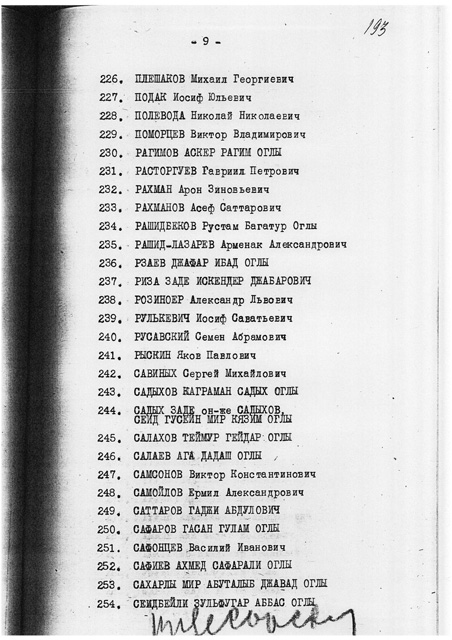 193
- 9 -
226. ПЛЕШАКОВ Михаил Георгиевич
227. ПОДАК Иосиф Юльевич
228. ПОЛЕВОДА Николай Николаевич
229. ПОМОРЦЕВ Виктор Владимирович
230. РАГИМОВ АСКЕР РАГИМ ОГЛЫ
231. РАСТОРГУЕВ Гавриил Петрович
232. РАХМАН Арон Зиновьевич
233. РАХМАНОВ Асеф Саттарович
234. РАШИДБЕКОВ Рустам Багатур Оглы
235. РАШИД-ЛАЗАРЕВ Арменак Александрович
236. РЗАЕВ ДЖАФАР ИБАД ОГЛЫ
237. РИЗА ЗАДЕ ИСКЕНДЕР ДЖАБАРОВИЧ
238. РОЗИНОЕР Александр Львович
239. РУЛЬКЕВИЧ Иосиф Саватьевич
240. РУСАВСКИЙ Семен Абрамович
241. РЫСКИН Яков Павлович
242. САВИНЫХ Сергей Михайлович
243. САДЫХОВ КАГРАМАН САДЫХ ОГЛЫ
244. САДЫХ ЗАДЕ он-же САДЫХОВ,
СЕИД ГУСЕЙН МИР КЯЗИМ ОГЛЫ
245. САЛАХОВ ТЕЙМУР ГЕЙДАР ОГЛЫ
246. САЛАЕВ АГА ДАДАШ ОГЛЫ
247. САМСОНОВ Виктор Константинович
248. САМОЙЛОВ Ермил Александрович
249. САТТАРОВ ГАДЖИ АБДУЛОВИЧ
250. САФАРОВ ГАСАН ГУЛАМ ОГЛЫ
251. САФОНЦЕВ Василий Иванович
252. САФИЕВ АХМЕД САФАРАЛИ ОГЛЫ
253. САХАРЛЫ МИР АБУТАЛЫБ ДЖАВАД ОГЛЫ
254. СЕИДБЕЙЛИ ЗУЛЬФУГАР АББАС ОГЛЫ